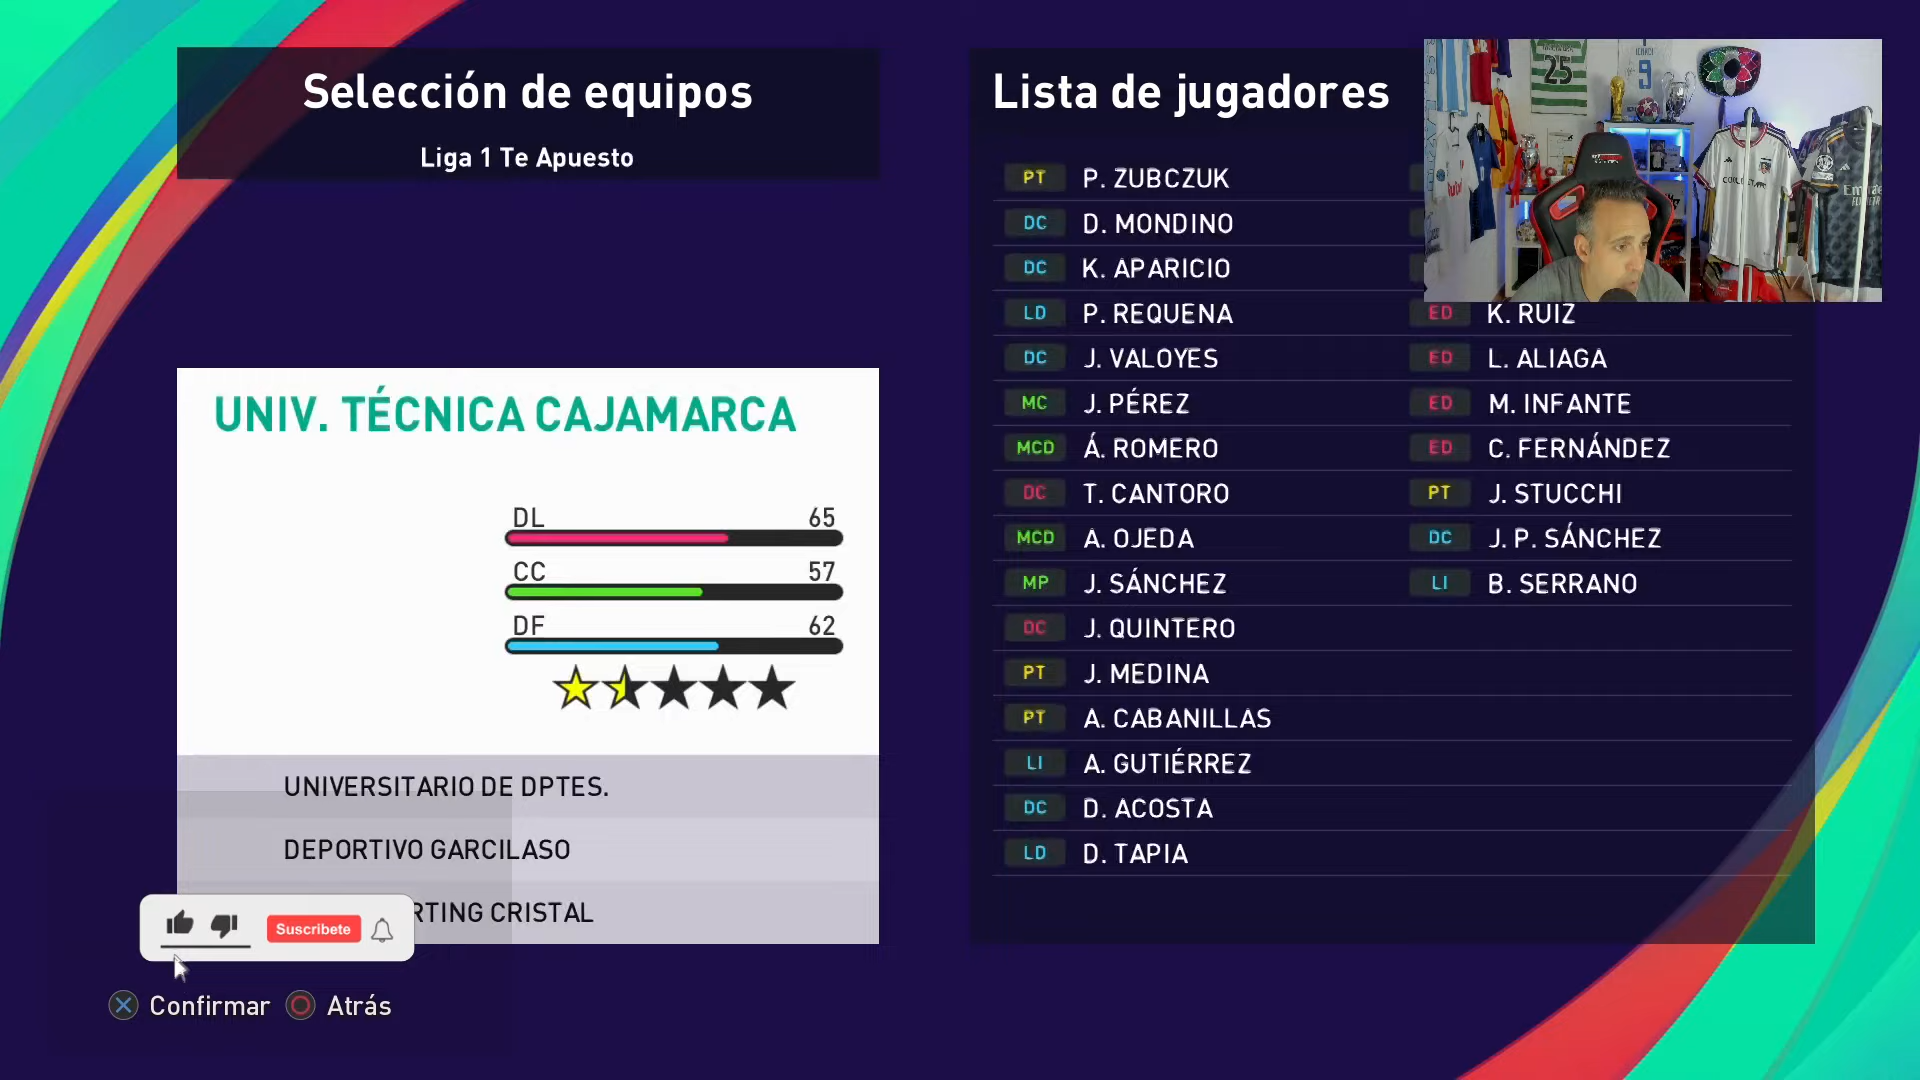 Selección de equipos
Liga 1 Te Apuesto
UNIV. TÉCNICA CAJAMARCA
DL 65
CC 57
DF 62
UNIVERSITARIO DE DPTES.
DEPORTIVO GARCILASO
RTING CRISTAL
Suscribete
Confirmar Atrás
Lista de jugadores
PT P. ZUBCZUK
DC D. MONDINO
DC K. APARICIO
LD P. REQUENA
DC J. VALOYES
MC J. PÉREZ
MCD Á. ROMERO
DC T. CANTORO
MCD A. OJEDA
MP J. SÁNCHEZ
DC J. QUINTERO
PT J. MEDINA
PT A. CABANILLAS
LI A. GUTIÉRREZ
DC D. ACOSTA
LD D. TAPIA
ED K. RUIZ
ED L. ALIAGA
ED M. INFANTE
ED C. FERNÁNDEZ
PT J. STUCCHI
DC J. P. SÁNCHEZ
LI B. SERRANO
25
9